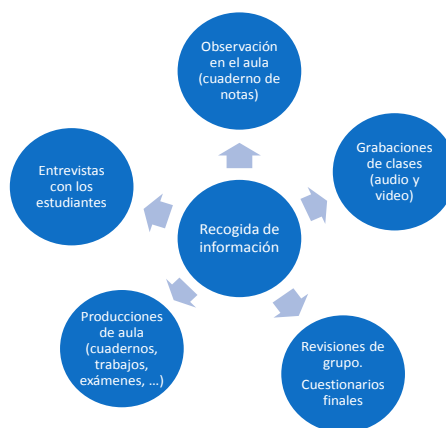 Observación
en el aula
(cuaderno de
notas)
Grabaciones
de clases
(audio y
video)
Entrevistas
con los
estudiantes
Recogida de
información
Producciones
de aula
(cuadernos,
trabajos,
exámenes, ...)
Revisiones de
grupo.
Cuestionarios
finales